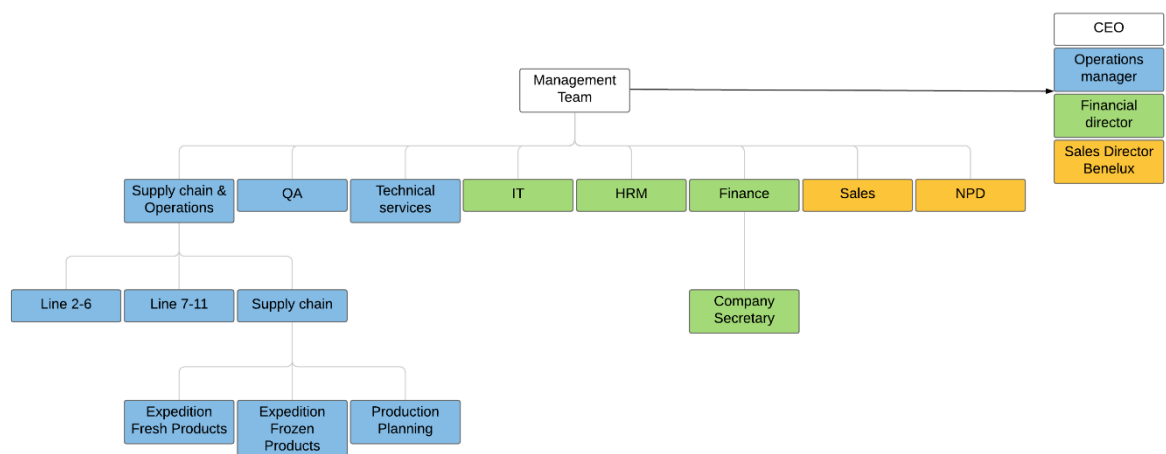 CEO
Operations
manager
Financial
director
Sales Director
Benelux
Management
Team
Supply chain &
Operations
QA
Technical
services
IT
HRM
Finance
Sales
NPD
Line 2-6
Line 7-11
Supply chain
Company
Secretary
Expedition
Fresh Products
Expedition
Frozen
Products
Production
Planning